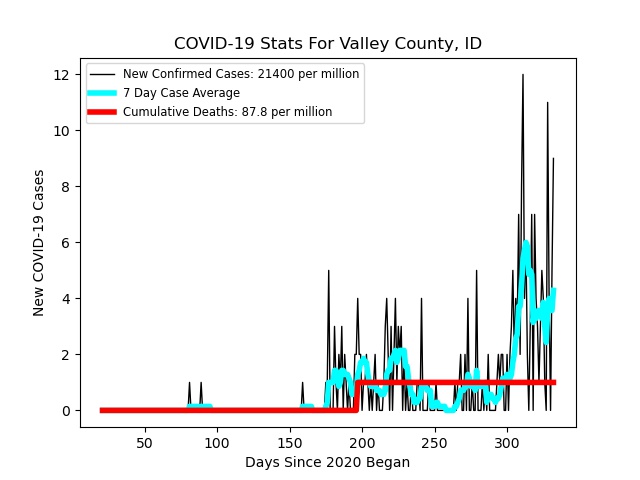 COVID-19 Stats For Valley County, ID
New Confirmed Cases: 21400 per million
7 Day Case Average
Cumulative Deaths: 87.8 per million
New COVID-19 Cases
12
10
8
6
4
2
0
50 100 150 200 250 300
Days Since 2020 Began